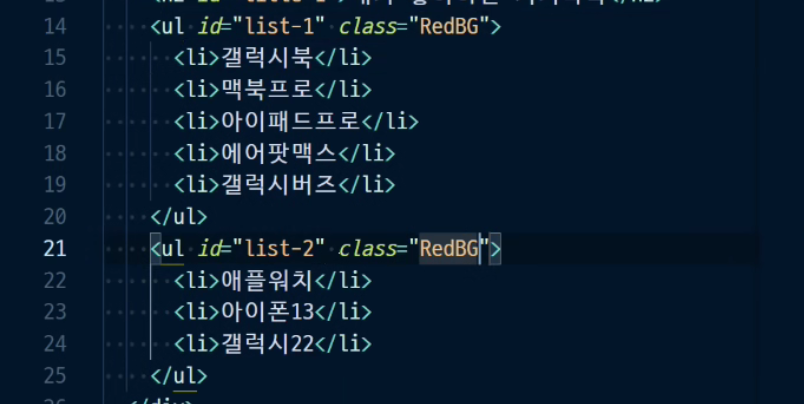 14 <ul id="list-1" class="RedBG">
15 <li>갤럭시북</li>
16 <li>맥북프로</li>
17 <li>아이패드프로</li>
18 <li>에어팟맥스</li>
19 <li>갤럭시버즈</li>
20 </ul>
21 <ul id="list-2" class="RedBG">
22 <li>애플워치</li>
23 <li>아이폰13</li>
24 <li>갤럭시22</li>
25 </ul>